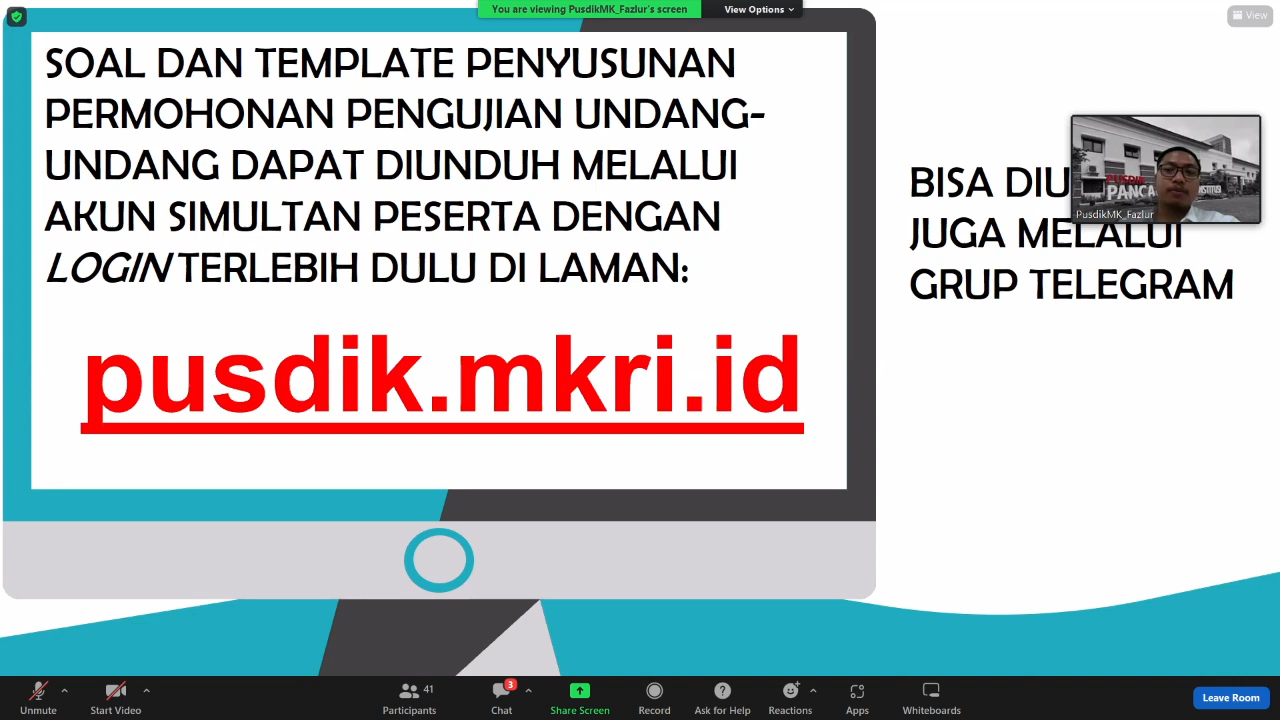 You are viewing PusdikMK_Fazlur's screen
View Options
View
SOAL DAN TEMPLATE PENYUSUNAN
PERMOHONAN PENGUJIAN UNDANG-
UNDANG DAPAT DIUNDUH MELALUI
AKUN SIMULTAN PESERTA DENGAN
LOGIN TERLEBIH DULU DI LAMAN:
pusdik.mkri.id
BISA
JUGA MELALUI
GRUP TELEGRAM
PUSDIK
PusdikMK_Fazlur
Unmute
Start Video
Participants
41
Chat
3
Share Screen
Record
Ask for Help
Reactions
Apps
Whiteboards
Leave Room